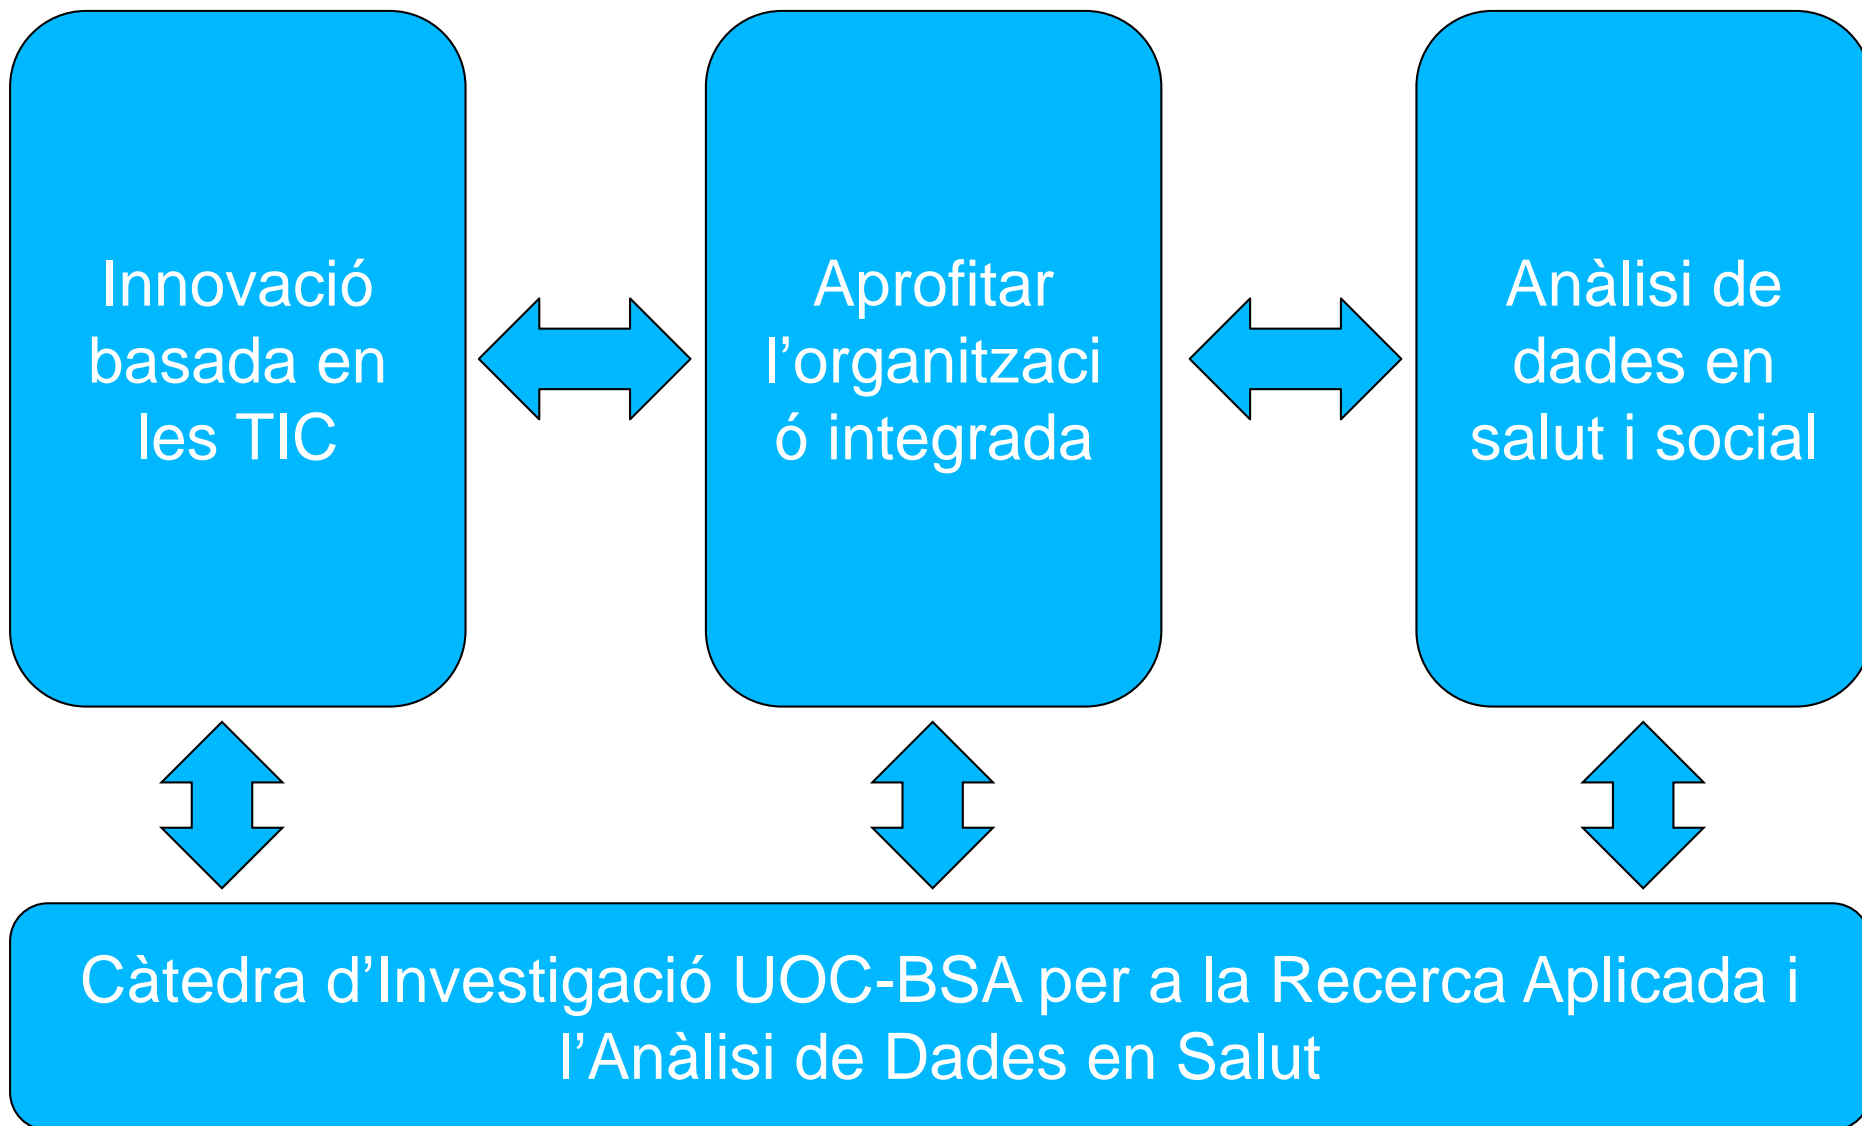 Innovació
basada en
les TIC
Aprofitar
l’organitzaci
ó integrada
Anàlisi de
dades en
salut i social
Càtedra d’Investigació UOC-BSA per a la Recerca Aplicada i
l’Anàlisi de Dades en Salut